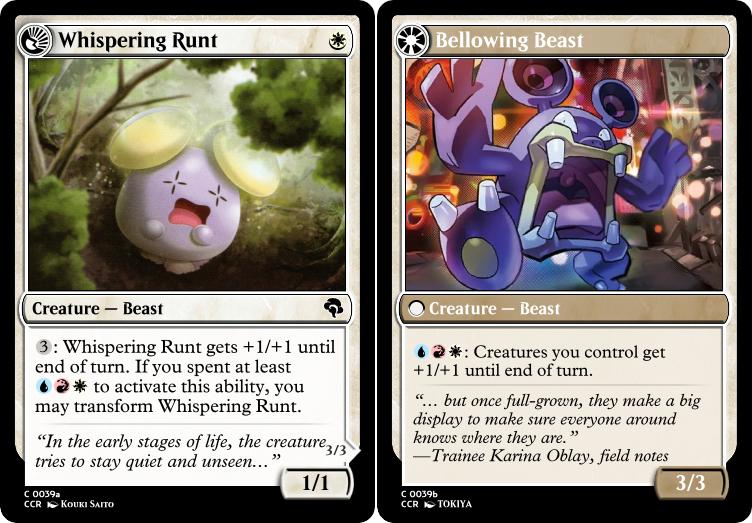 Whispering Runt
Creature — Beast
3: Whispering Runt gets +1/+1 until
end of turn. If you spent at least
to activate this ability, you
may transform Whispering Runt.
“In the early stages of life, the creature
tries to stay quiet and unseen…”
3/3
1/1
C 0039a
CCR Kouki Saito
Bellowing Beast
Creature — Beast
: Creatures you control get
+1/+1 until end of turn.
“… but once full-grown, they make a big
display to make sure everyone around
knows where they are.”
—Trainee Karina Oblay, field notes
3/3
C 0039b
CCR TOKIYA